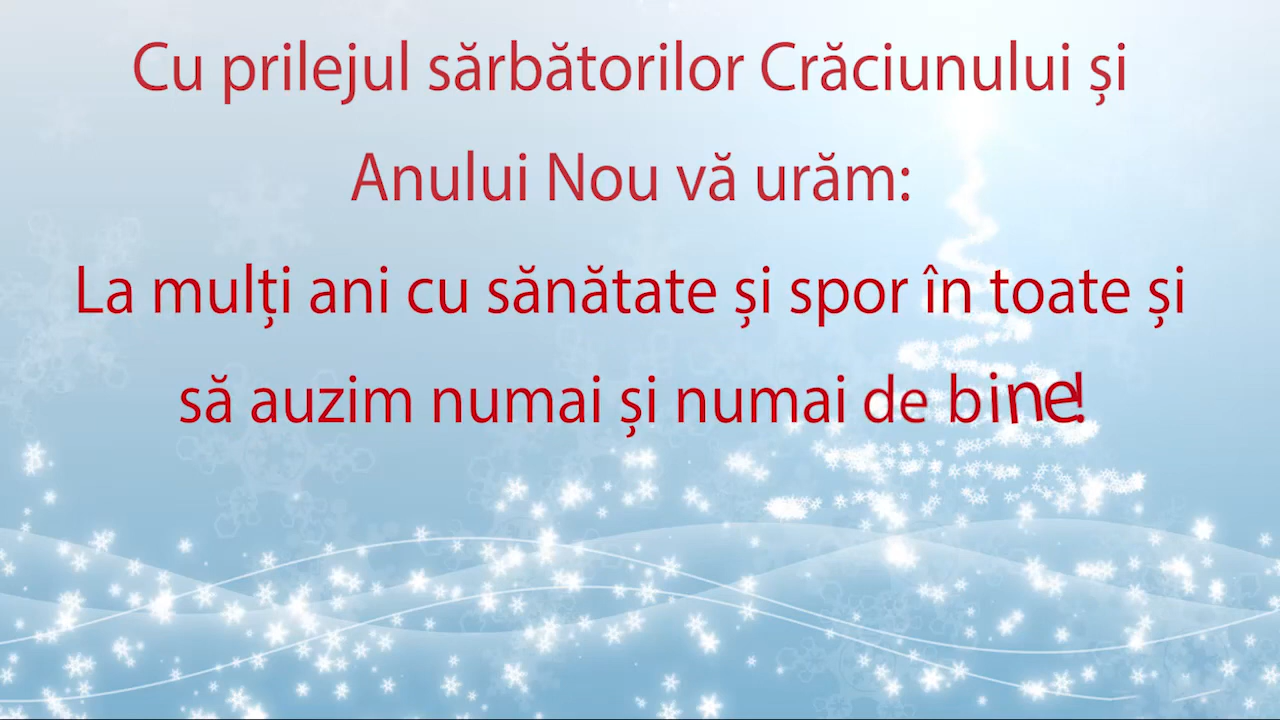 Cu prilejul sărbătorilor Crăciunului și
Anului Nou vă urăm:
La mulți ani cu sănătate și spor în toate și
să auzim numai și numai de bine!